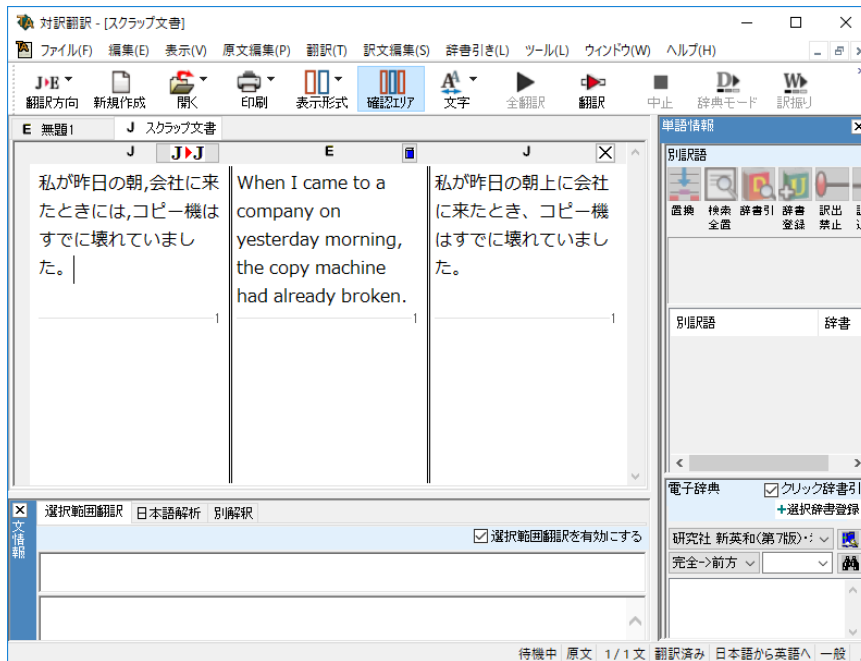 対訳翻訳 - [スクラップ文書]
ファイル(F) 編集(E) 表示(V) 原文編集(P) 翻訳(T) 訳文編集(S) 辞書引き(L) ツール(L) ウィンドウ(W) ヘルプ(H)
J▸E
翻訳方向 新規作成 開く 印刷 表示形式 確認エリア 文字 全翻訳 翻訳 中止 辞典モード 訳振り
E 無題1 J スクラップ文書
J J▸J E J
私が昨日の朝,会社に来
たときには,コピー機は
すでに壊れていまし
た。
1
When I came to a
company on
yesterday morning,
the copy machine
had already broken.
1
私が昨日の朝上に会社
に来たとき、コピー機
はすでに壊れていまし
た。
1
単語情報
別訳語
置換 検索 辞書引 辞書 訳出
全置 登録 禁止
別訳語 辞書
電子辞典 クリック辞書引
+選択辞書登録
研究社 新英和(第7版)・
完全->前方
文情報
選択範囲翻訳 日本語解析 別解釈
選択範囲翻訳を有効にする
待機中 原文 1/1文 翻訳済み 日本語から英語へ 一般